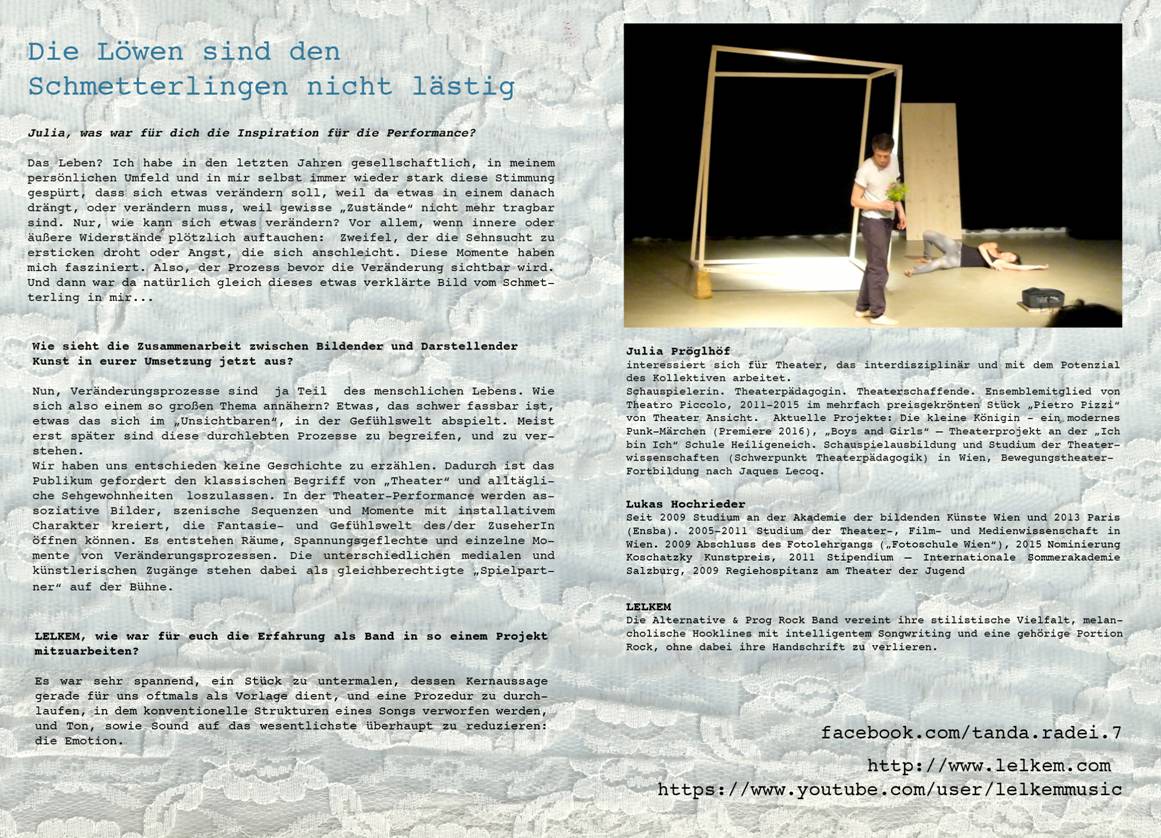 Die Löwen sind den
Schmetterlingen nicht lästig
Julia, was war für dich die Inspiration für die Performance?
Das Leben? Ich habe in den letzten Jahren gesellschaftlich, in meinem
persönlichen Umfeld und in mir selbst immer wieder stark diese Stimmung
gespürt, dass sich etwas verändern soll, weil da etwas in einem danach
drängt, oder verändern muss, weil gewisse „Zustände“ nicht mehr tragbar
sind. Nur, wie kann sich etwas verändern? Vor allem, wenn innere oder
äußere Widerstände plötzlich auftauchen: Zweifel, der die Sehnsucht zu
ersticken droht oder Angst, die sich anschleicht. Diese Momente haben
mich fasziniert. Also, der Prozess bevor die Veränderung sichtbar wird.
Und dann war da natürlich gleich dieses etwas verklärte Bild vom Schmet-
terling in mir...
Wie sieht die Zusammenarbeit zwischen Bildender und Darstellender
Kunst in eurer Umsetzung jetzt aus?
Nun, Veränderungsprozesse sind ja Teil des menschlichen Lebens. Wie
sich also einem so großen Thema annähern? Etwas, das schwer fassbar ist,
etwas das sich im „Unsichtbaren“, in der Gefühlswelt abspielt. Meist
erst später sind diese durchlebten Prozesse zu begreifen, und zu ver-
stehen.
Wir haben uns entschieden keine Geschichte zu erzählen. Dadurch ist das
Publikum gefordert den klassischen Begriff von „Theater“ und alltägli-
che Sehgewohnheiten loszulassen. In der Theater-Performance werden as-
soziative Bilder, szenische Sequenzen und Momente mit installativem
Charakter kreiert, die Fantasie- und Gefühlswelt des/der ZuseherIn
öffnen können. Es entstehen Räume, Spannungsgeflechte und einzelne Mo-
mente von Veränderungsprozessen. Die unterschiedlichen medialen und
künstlerischen Zugänge stehen dabei als gleichberechtigte „Spielpart-
ner“ auf der Bühne.
LELKEM, wie war für euch die Erfahrung als Band in so einem Projekt
mitzuarbeiten?
Es war sehr spannend, ein Stück zu untermalen, dessen Kernaussage
gerade für uns oftmals als Vorlage dient, und eine Prozedur zu durch-
laufen, in dem konventionelle Strukturen eines Songs verworfen werden,
und Ton, sowie Sound auf das wesentlichste überhaupt zu reduzieren:
die Emotion.
Julia Pröglhöf
interessiert sich für Theater, das interdisziplinär und mit dem Potenzial
des Kollektiven arbeitet.
Schauspielerin. Theaterpädagogin. Theaterschaffende. Ensemblemitglied von
Theatro Piccolo, 2011-2015 im mehrfach preisgekrönten Stück „Pietro Pizzi“
von Theater Ansicht. Aktuelle Projekte: Die kleine Königin - ein modernes
Punk-Märchen (Premiere 2016), „Boys and Girls“ – Theaterprojekt an der „Ich
bin Ich“ Schule Heiligeneich. Schauspielausbildung und Studium der Theater-
wissenschaften (Schwerpunkt Theaterpädagogik) in Wien, Bewegungstheater-
Fortbildung nach Jaques Lecoq.
Lukas Hochrieder
Seit 2009 Studium an der Akademie der bildenden Künste Wien und 2013 Paris
(Ensba). 2005-2011 Studium der Theater-, Film- und Medienwissenschaft in
Wien. 2009 Abschluss des Fotolehrgangs („Fotoschule Wien“), 2015 Nominierung
Koschatzky Kunstpreis, 2011 Stipendium – Internationale Sommerakademie
Salzburg, 2009 Regiehospitanz am Theater der Jugend
LELKEM
Die Alternative & Prog Rock Band vereint ihre stilistische Vielfalt, melan-
cholische Hooklines mit intelligentem Songwriting und eine gehörige Portion
Rock, ohne dabei ihre Handschrift zu verlieren.
facebook.com/tanda.radei.7
http://www.lelkem.com
https://www.youtube.com/user/lelkemmusic